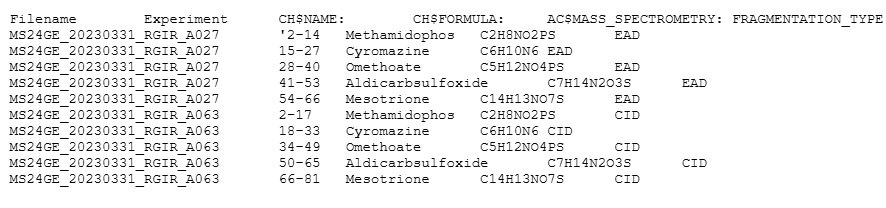 Filename Experiment CH$NAME: CH$FORMULA: AC$MASS_SPECTROMETRY: FRAGMENTATION_TYPE
MS24GE_20230331_RGIR_A027 '2-14 Methamidophos C2H8NO2PS EAD
MS24GE_20230331_RGIR_A027 15-27 Cyromazine C6H10N6 EAD
MS24GE_20230331_RGIR_A027 28-40 Omethoate C5H12NO4PS EAD
MS24GE_20230331_RGIR_A027 41-53 Aldicarbsulfoxide C7H14N2O3S EAD
MS24GE_20230331_RGIR_A027 54-66 Mesotrione C14H13NO7S EAD
MS24GE_20230331_RGIR_A063 2-17 Methamidophos C2H8NO2PS CID
MS24GE_20230331_RGIR_A063 18-33 Cyromazine C6H10N6 CID
MS24GE_20230331_RGIR_A063 34-49 Omethoate C5H12NO4PS CID
MS24GE_20230331_RGIR_A063 50-65 Aldicarbsulfoxide C7H14N2O3S CID
MS24GE_20230331_RGIR_A063 66-81 Mesotrione C14H13NO7S CID